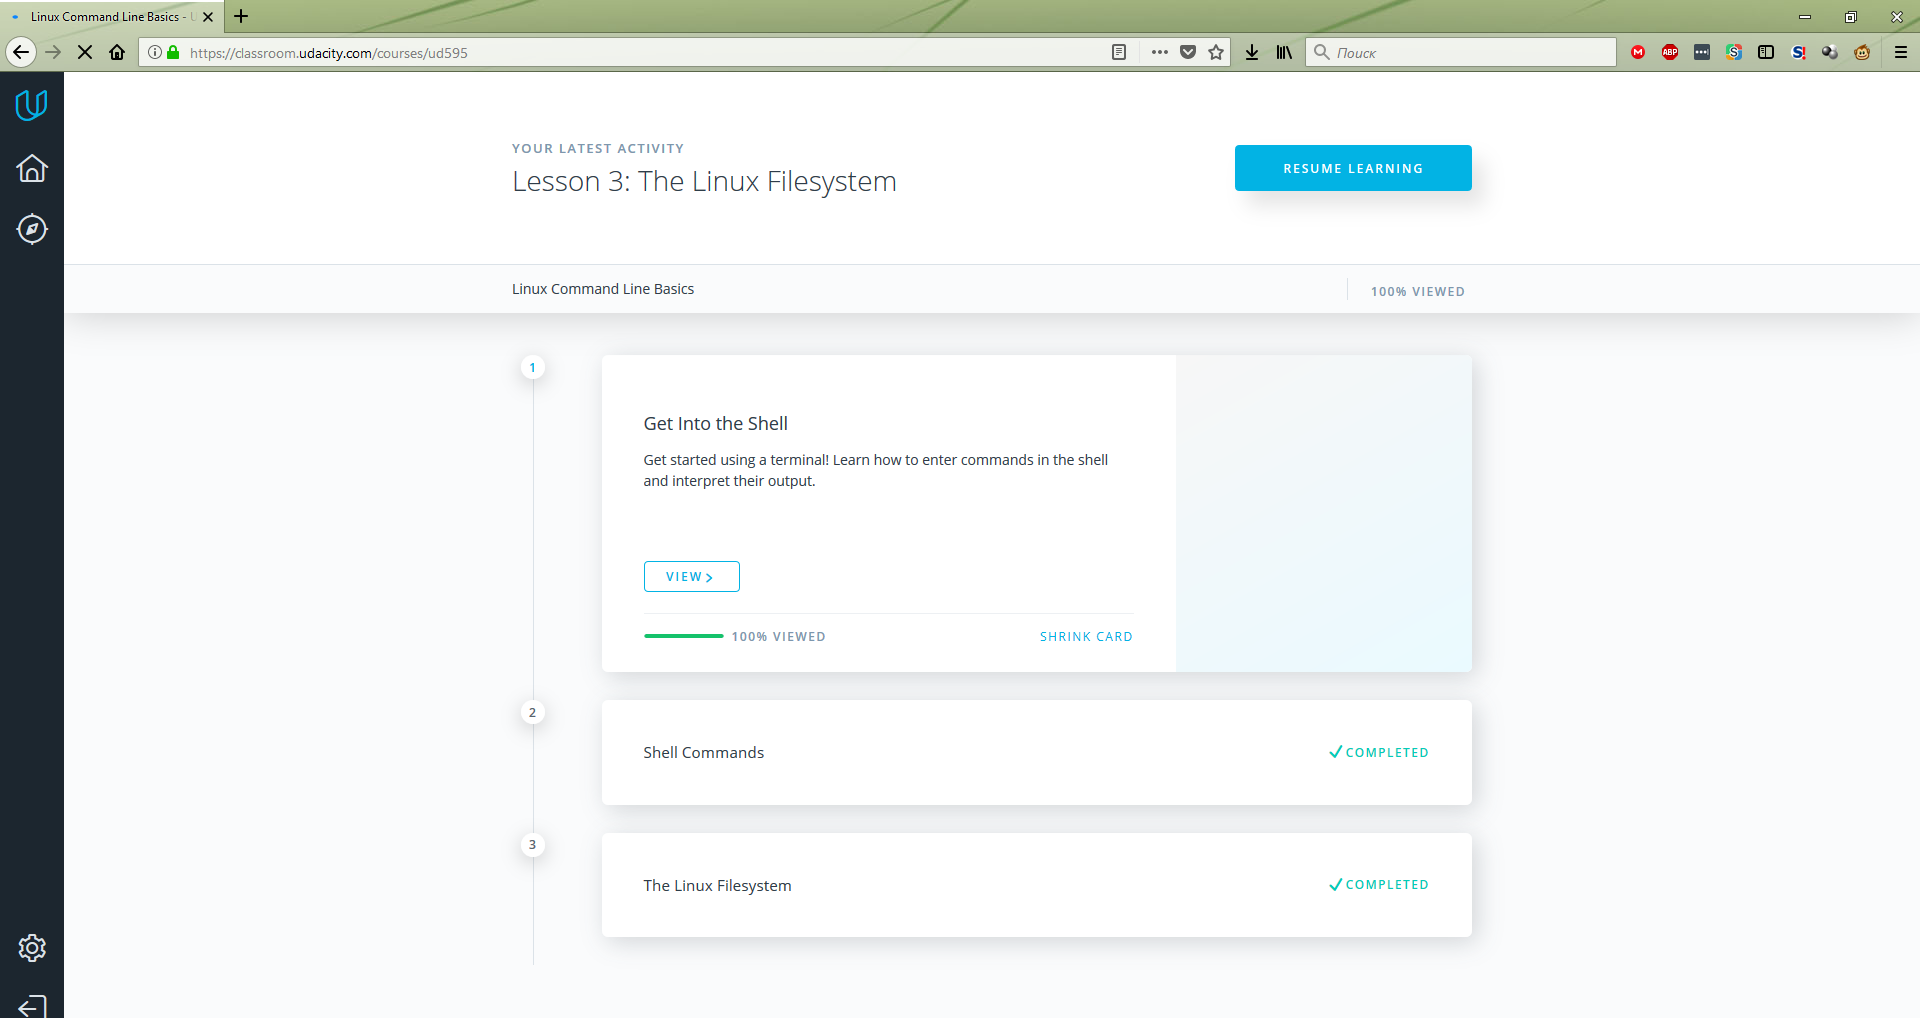 Linux Command Line Basics - U
https://classroom.udacity.com/courses/ud595
Поиск
ABP
YOUR LATEST ACTIVITY
Lesson 3: The Linux Filesystem
RESUME LEARNING
Linux Command Line Basics
100% VIEWED
1
Get Into the Shell
Get started using a terminal! Learn how to enter commands in the shell
and interpret their output.
VIEW
100% VIEWED
SHRINK CARD
2
Shell Commands
COMPLETED
3
The Linux Filesystem
COMPLETED